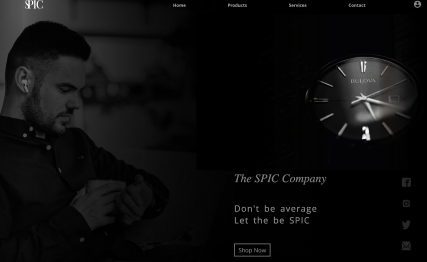 SPIC
Home Products Services Contact
BULOVA
The SPIC Company
Don't be average
Let the be SPIC
Shop Now